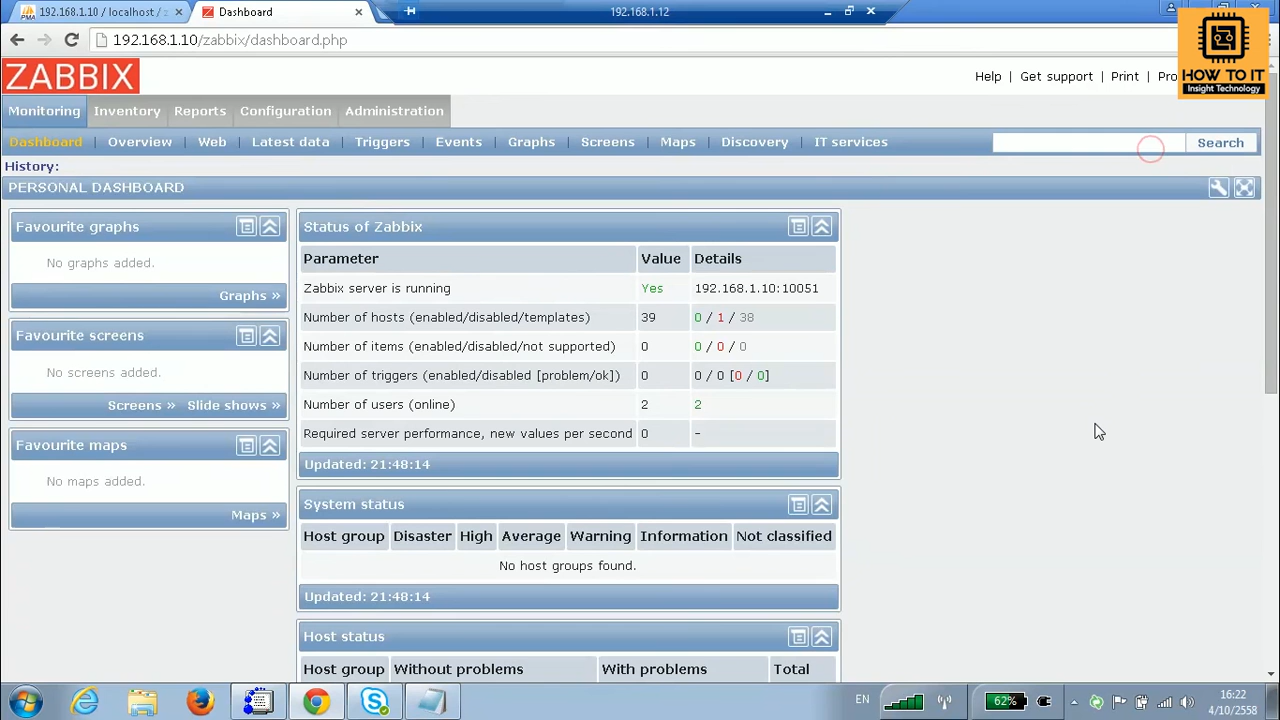 192.168.1.10 / localhost /
Dashboard
192.168.1.12
192.168.1.10/zabbix/dashboard.php
HOW TO IT
Insight Technology
ZABBIX
Help | Get support | Print |
Monitoring Inventory Reports Configuration Administration
Dashboard Overview Web Latest data Triggers Events Graphs Screens Maps Discovery IT services Search
History:
PERSONAL DASHBOARD
Favourite graphs
No graphs added.
Graphs »
Favourite screens
No screens added.
Screens » Slide shows »
Favourite maps
No maps added.
Maps »
Status of Zabbix
Parameter Value Details
Zabbix server is running Yes 192.168.1.10:10051
Number of hosts (enabled/disabled/templates) 39 0 / 1 / 38
Number of items (enabled/disabled/not supported) 0 0 / 0 / 0
Number of triggers (enabled/disabled [problem/ok]) 0 0 / 0 [0 / 0]
Number of users (online) 2 2
Required server performance, new values per second 0 -
Updated: 21:48:14
System status
Host group Disaster High Average Warning Information Not classified
No host groups found.
Updated: 21:48:14
Host status
Host group Without problems With problems Total
EN 62% 16:22
4/10/2558